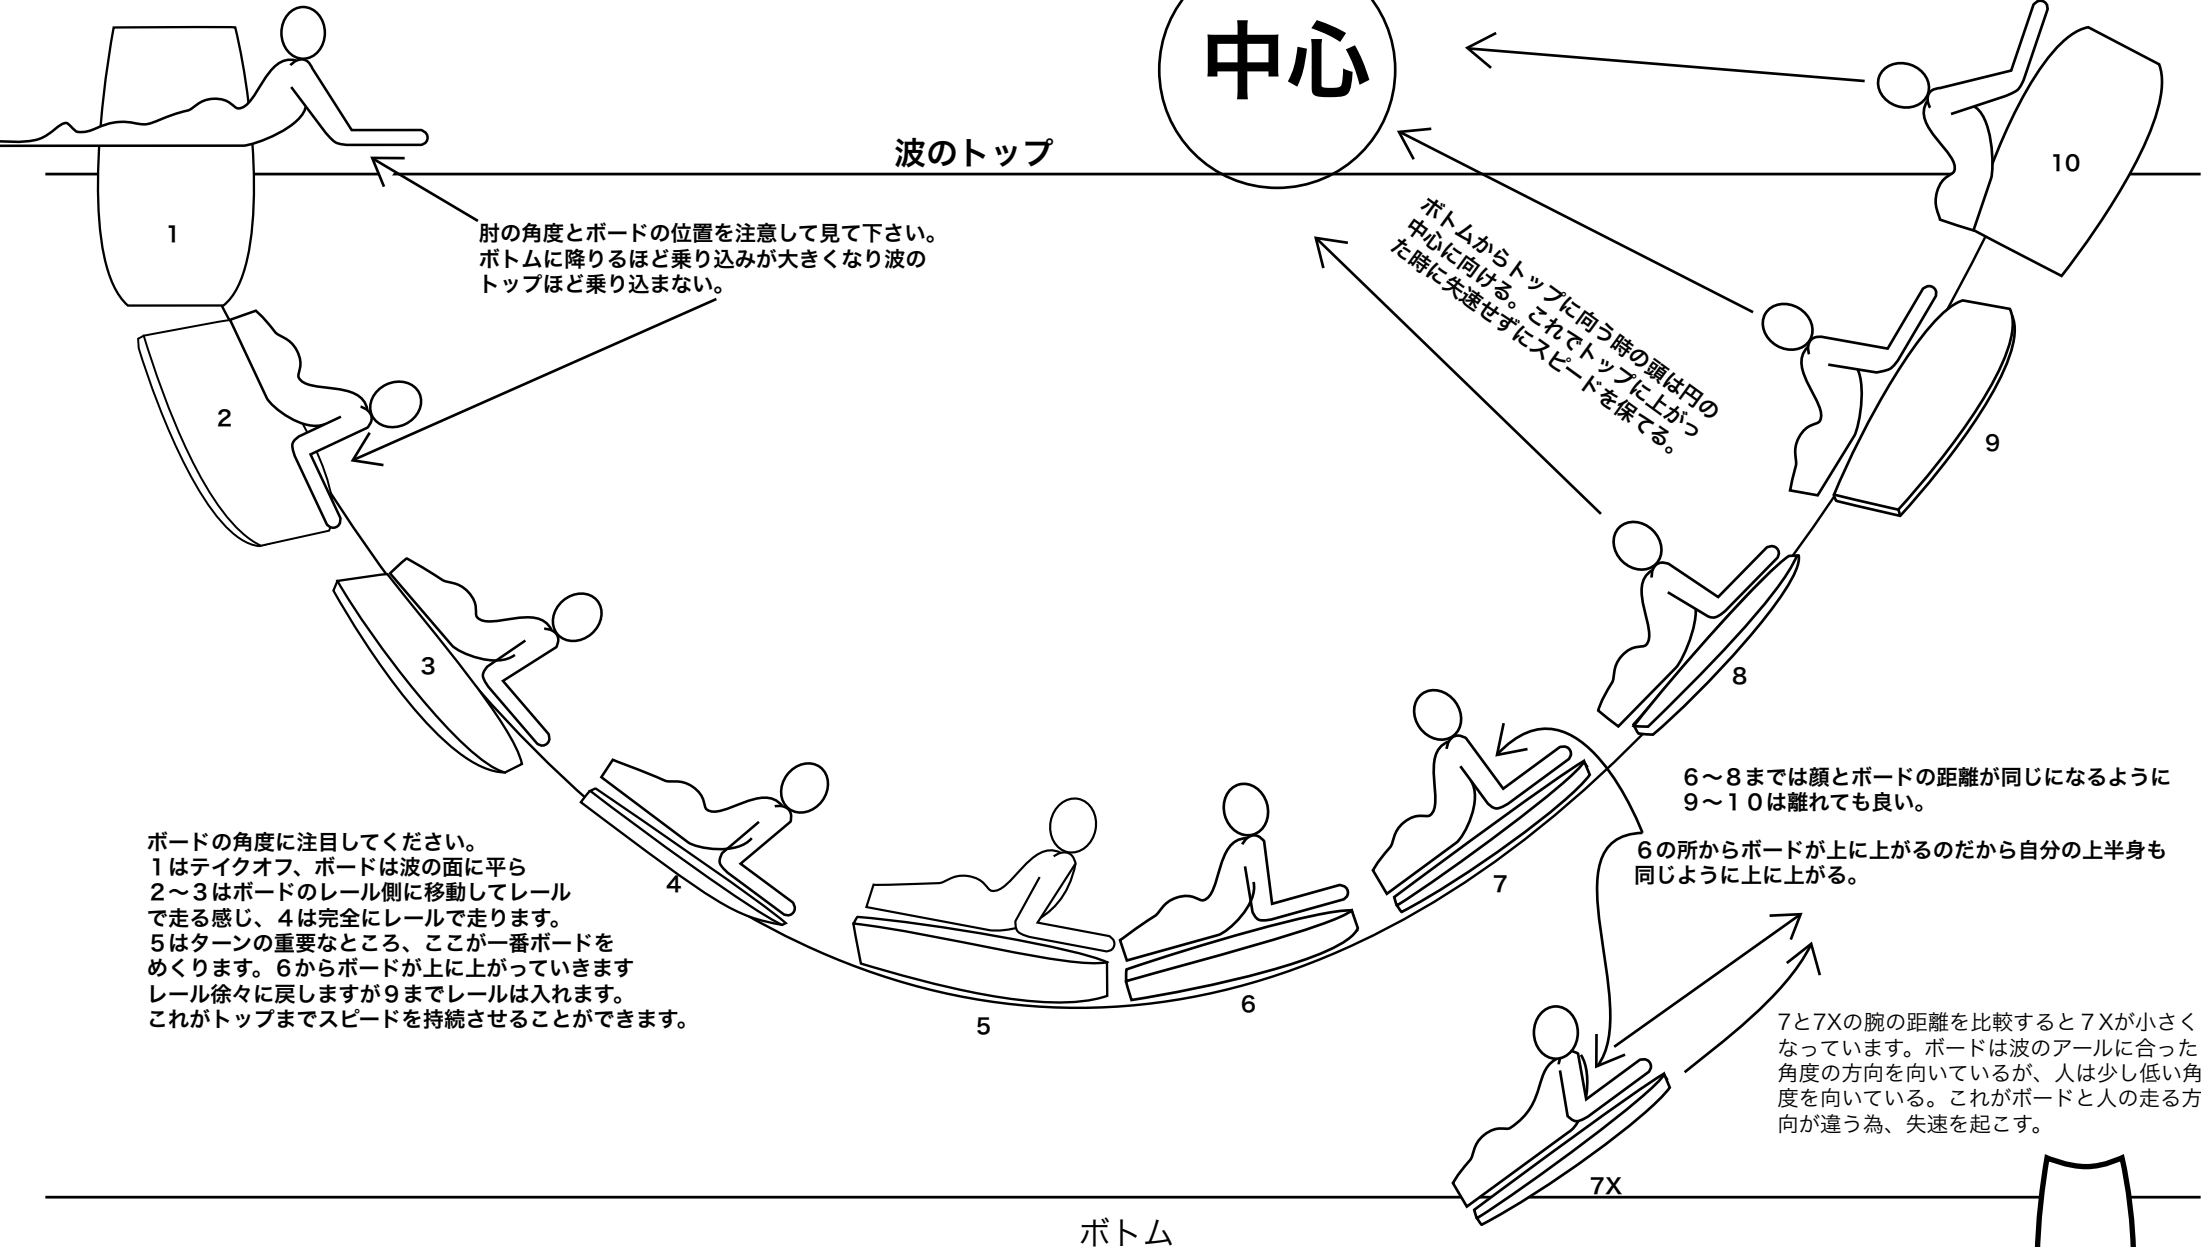 中心
波のトップ
1
肘の角度とボードの位置を注意して見て下さい。
ボトムに降りるほど乗り込みが大きくなり波の
トップほど乗り込まない。
ボトムからトップに向う時の頭は円の
中心に向ける。これでトップに上がっ
た時に失速せずにスピードを保てる。
10
2
9
3
8
4
7
5
6
6〜8までは顔とボードの距離が同じになるように
9〜10は離れても良い。
6の所からボードが上に上がるのだから自分の上半身も
同じように上に上がる。
ボードの角度に注目してください。
1はテイクオフ、ボードは波の面に平ら
2〜3はボードのレール側に移動してレール
で走る感じ、4は完全にレールで走ります。
5はターンの重要なところ、ここが一番ボードを
めくります。6からボードが上に上がっていきます
レール徐々に戻しますが9までレールは入れます。
これがトップまでスピードを持続させることができます。
7と7Xの腕の距離を比較すると7Xが小さく
なっています。ボードは波のアールに合った
角度の方向を向いているが、人は少し低い角
度を向いている。これがボードと人の走る方
向が違う為、失速を起こす。
7X
ボトム